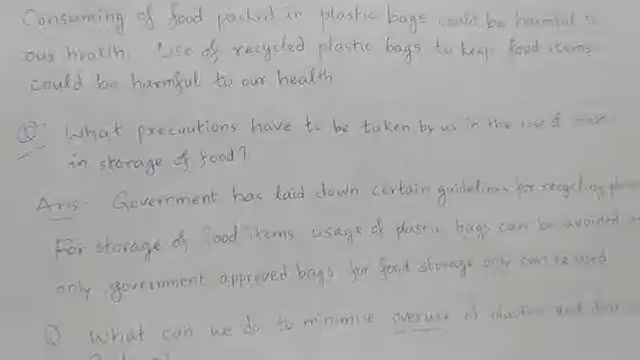 Consuming of food packed in plastic bags could be harmful to
our health. Use of recycled plastic bags to keep food items
could be harmful to our health
Q: What precautions have to be taken by us in the use of
in storage of food?
Ans- Government has laid down certain guidelines for recycling
For storage of food items usage of plastic bags can be avoided
only government approved bags for food storage only can be used
Q What can we do to minimise overuse of plastics and